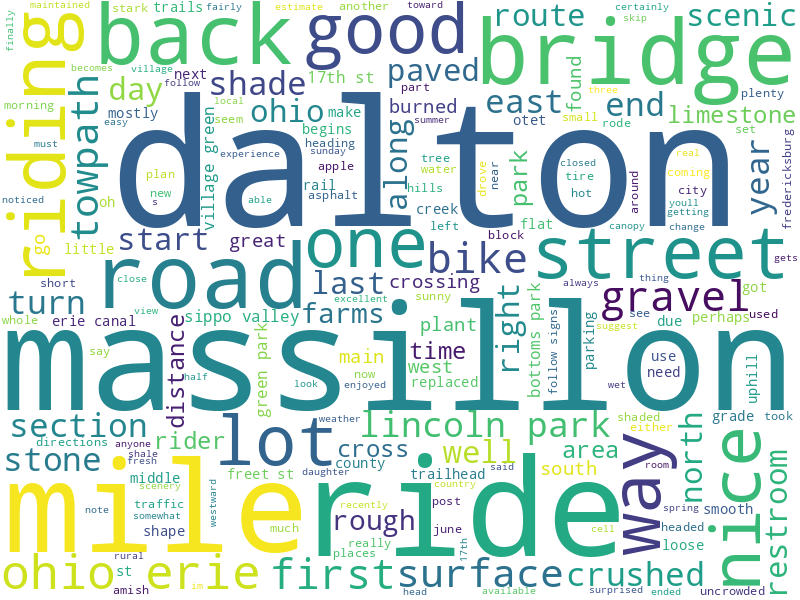 maintained
stark
trails
fairly
estimate
another
toward
certainly
skip
finally
riding
back
good
bridge
route
scenic
becomes
village
follow
next
17th st
shade
paved
part
found
end
plenty
morning
towpath
day
mostly
local
seem
ohio
make
burned
east
otet
small
three
limestone
set
easy
must
village green
begins
heading
summer
along
rode
dalton
year
fredericksburg
noticed
experience
sunday
apple
tree
water
drove
near
park
closed
tire
hot
real
coming
city
around
plan
new
s
able
rail
asphalt
hills
creek
flat
youll
getting
oh
go
little
start
great
left
block
canopy
change
gets
one
bike
street
road
short
close
view
last
crossing
always
thing
gravel
got
turn
excellent
sunny
whole
erie canal
sippo valley
farms
plant
right
bottoms park
follow signs
parking
suggest
see
due
perhaps
used
massillon
say
half
distance
green park
look
main
now
enjoyed
time
west
replaced
wet
use
need
uphill
section
weather
lincoln park
shaded
either
grade
took
stone
directions
anyone
shale
fresh
rider
lot
cross
county
daughter
freet st
well
said
trailhead
area
south
way
room
north
nice
restroom
middle
scenery
traffic
somewhat
westward
recently
country
post
cell
spring
headed
smooth
loose
mile
ride
note
shape
much
rough
june
really
places
17th
uncrowded
ohio erie
rural
st
amish
im
first
surface
head
available
crushed
surprised
ended